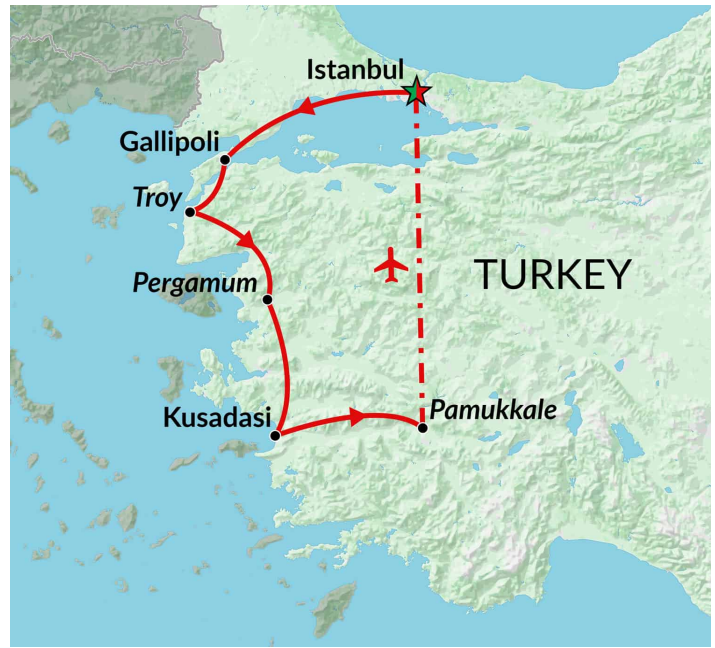 Istanbul
Gallipoli
Troy
Pergamum
TURKEY
Kusadasi
Pamukkale